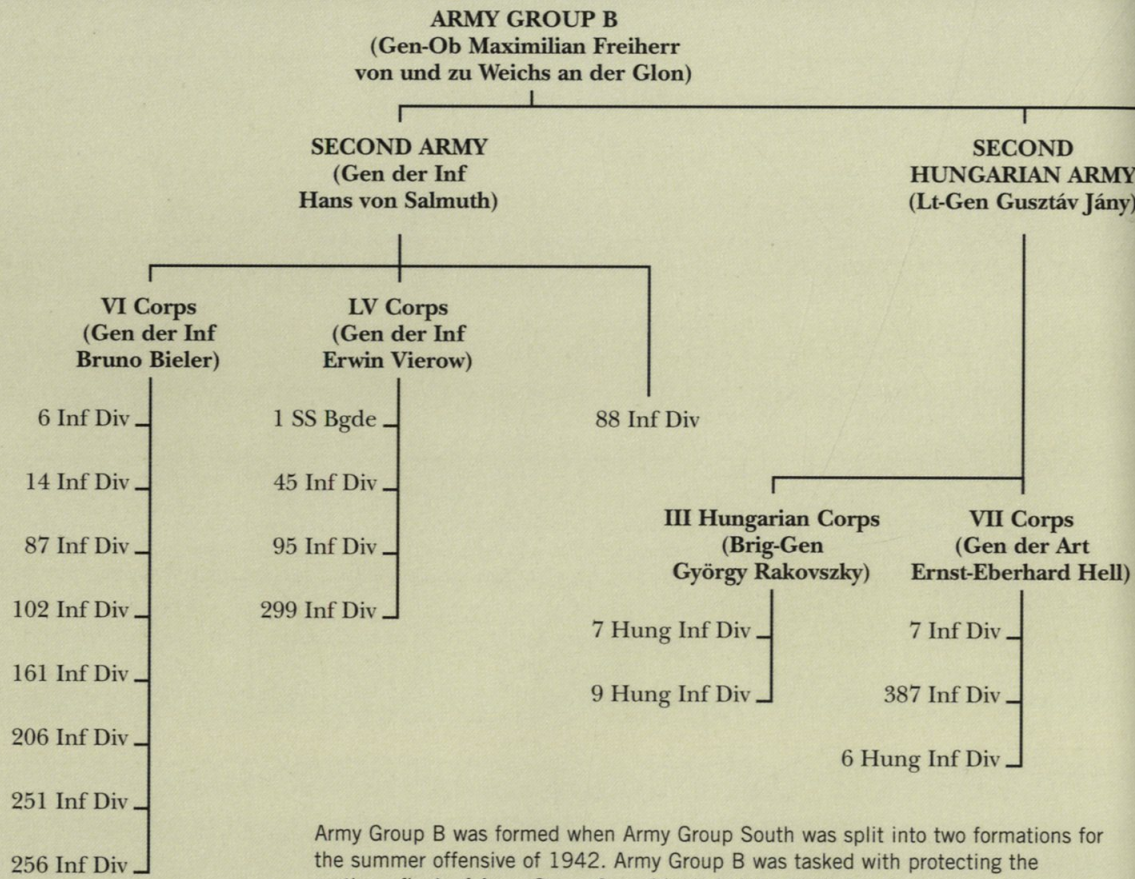 ARMY GROUP B
(Gen-Ob Maximilian Freiherr
von und zu Weichs an der Glon)
SECOND ARMY
(Gen der Inf
Hans von Salmuth)
SECOND
HUNGARIAN ARMY
(Lt-Gen Gusztáv Jány)
VI Corps
(Gen der Inf
Bruno Bieler)
LV Corps
(Gen der Inf
Erwin Vierow)
6 Inf Div
14 Inf Div
87 Inf Div
102 Inf Div
161 Inf Div
206 Inf Div
251 Inf Div
256 Inf Div
1 SS Bgde
45 Inf Div
95 Inf Div
299 Inf Div
88 Inf Div
III Hungarian Corps
(Brig-Gen
György Rakovszky)
7 Hung Inf Div
9 Hung Inf Div
VII Corps
(Gen der Art
Ernst-Eberhard Hell)
7 Inf Div
387 Inf Div
6 Hung Inf Div
Army Group B was formed when Army Group South was split into two formations for
the summer offensive of 1942. Army Group B was tasked with protecting the